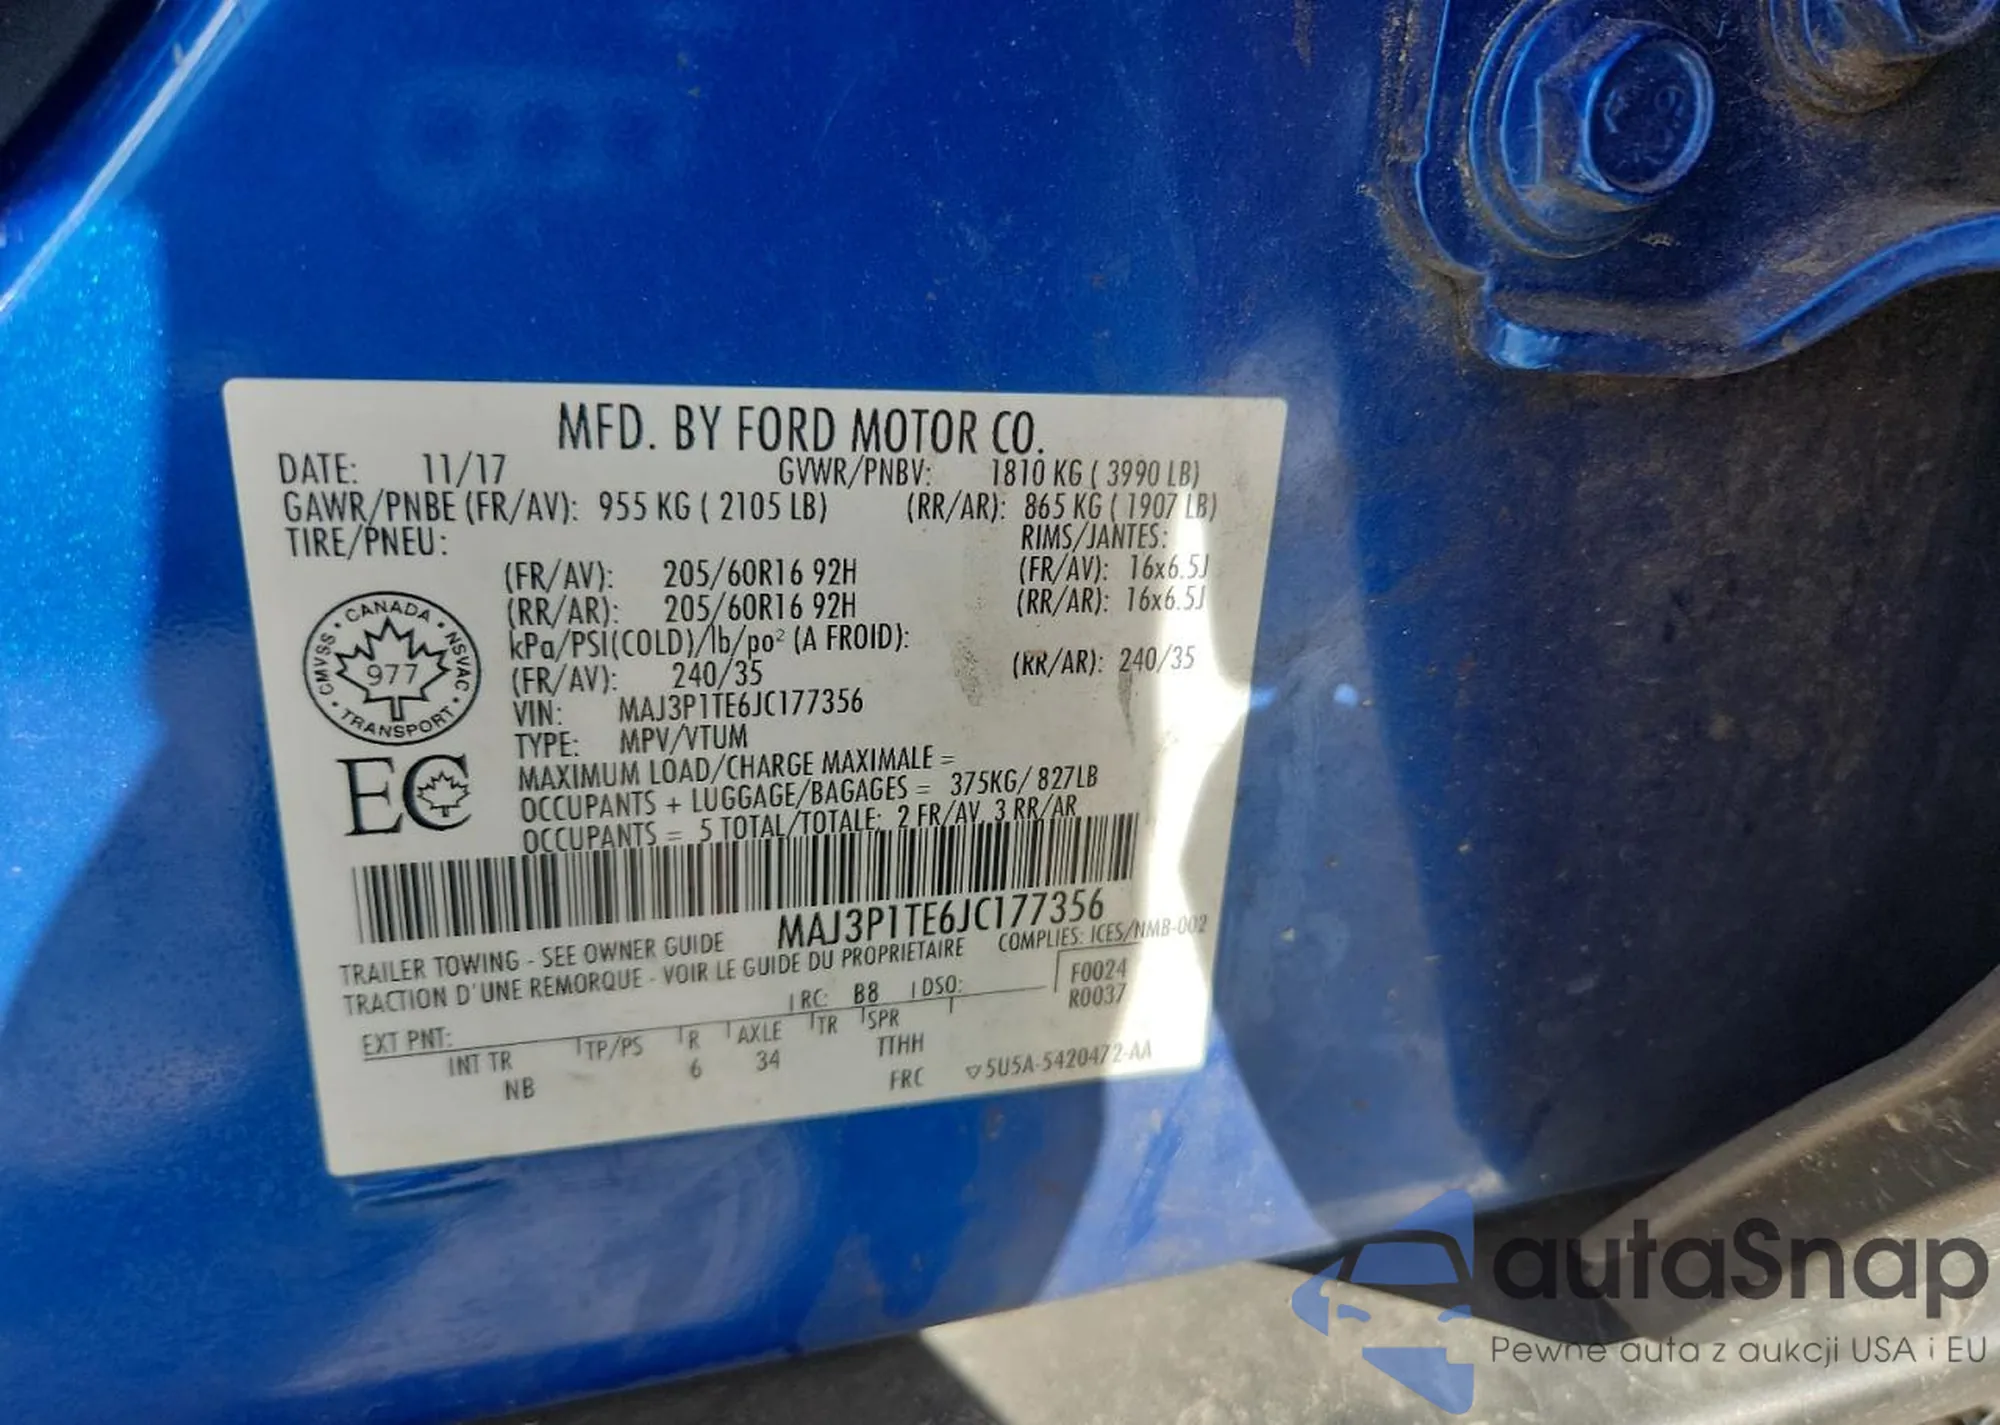 MFD. BY FORD MOTOR CO.
DATE: 11/17 GVWR/PNBV: 1810 KG ( 3990 LB)
GAWR/PNBE (FR/AV): 955 KG ( 2105 LB) (RR/AR): 865 KG ( 1907 LB)
TIRE/PNEU: RIMS/JANTES:
(FR/AV): 205/60R16 92H (FR/AV): 16x6.5J
(RR/AR): 205/60R16 92H (RR/AR): 16x6.5J
kPa/PSI(COLD)/lb/po² (A FROID):
(FR/AV): 240/35 (RR/AR): 240/35
VIN: MAJ3P1TE6JC177356
TYPE: MPV/VTUM
MAXIMUM LOAD/CHARGE MAXIMALE =
OCCUPANTS + LUGGAGE/BAGAGES = 375KG/ 827LB
OCCUPANTS = 5 TOTAL/TOTALE: 2 FR/AV, 3 RR/AR
CANADA · NSVAC · TRANSPORT · CMVSS ·
977
EC
MAJ3P1TE6JC177356
TRAILER TOWING - SEE OWNER GUIDE
TRACTION D'UNE REMORQUE - VOIR LE GUIDE DU PROPRIETAIRE
COMPLIES: ICES/NMB-002
EXT PNT: RC: B8 DSO: F0024
R0037
INT TR TP/PS R AXLE TR SPR
NB 6 34 TTHH
FRC ▽ 5U5A-5420472-AA
autaSnap
Pewne auta z aukcji USA i EU